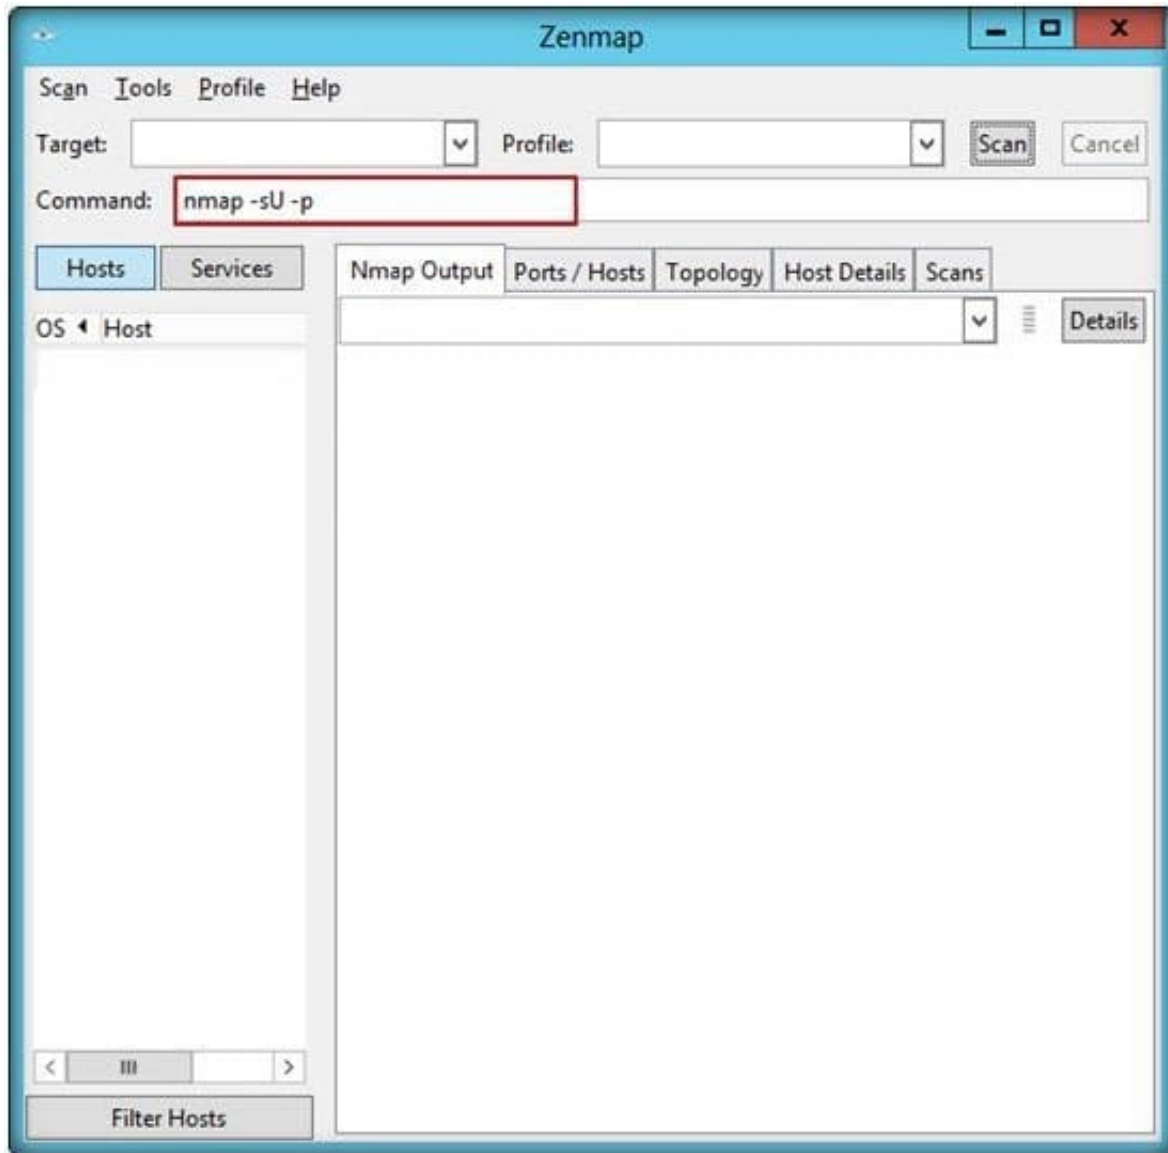 Zenmap
Scan Tools Profile Help
Target: Profile: Scan Cancel
Command: nmap -sU -p
Hosts Services Nmap Output Ports / Hosts Topology Host Details Scans
OS Host Details
Filter Hosts